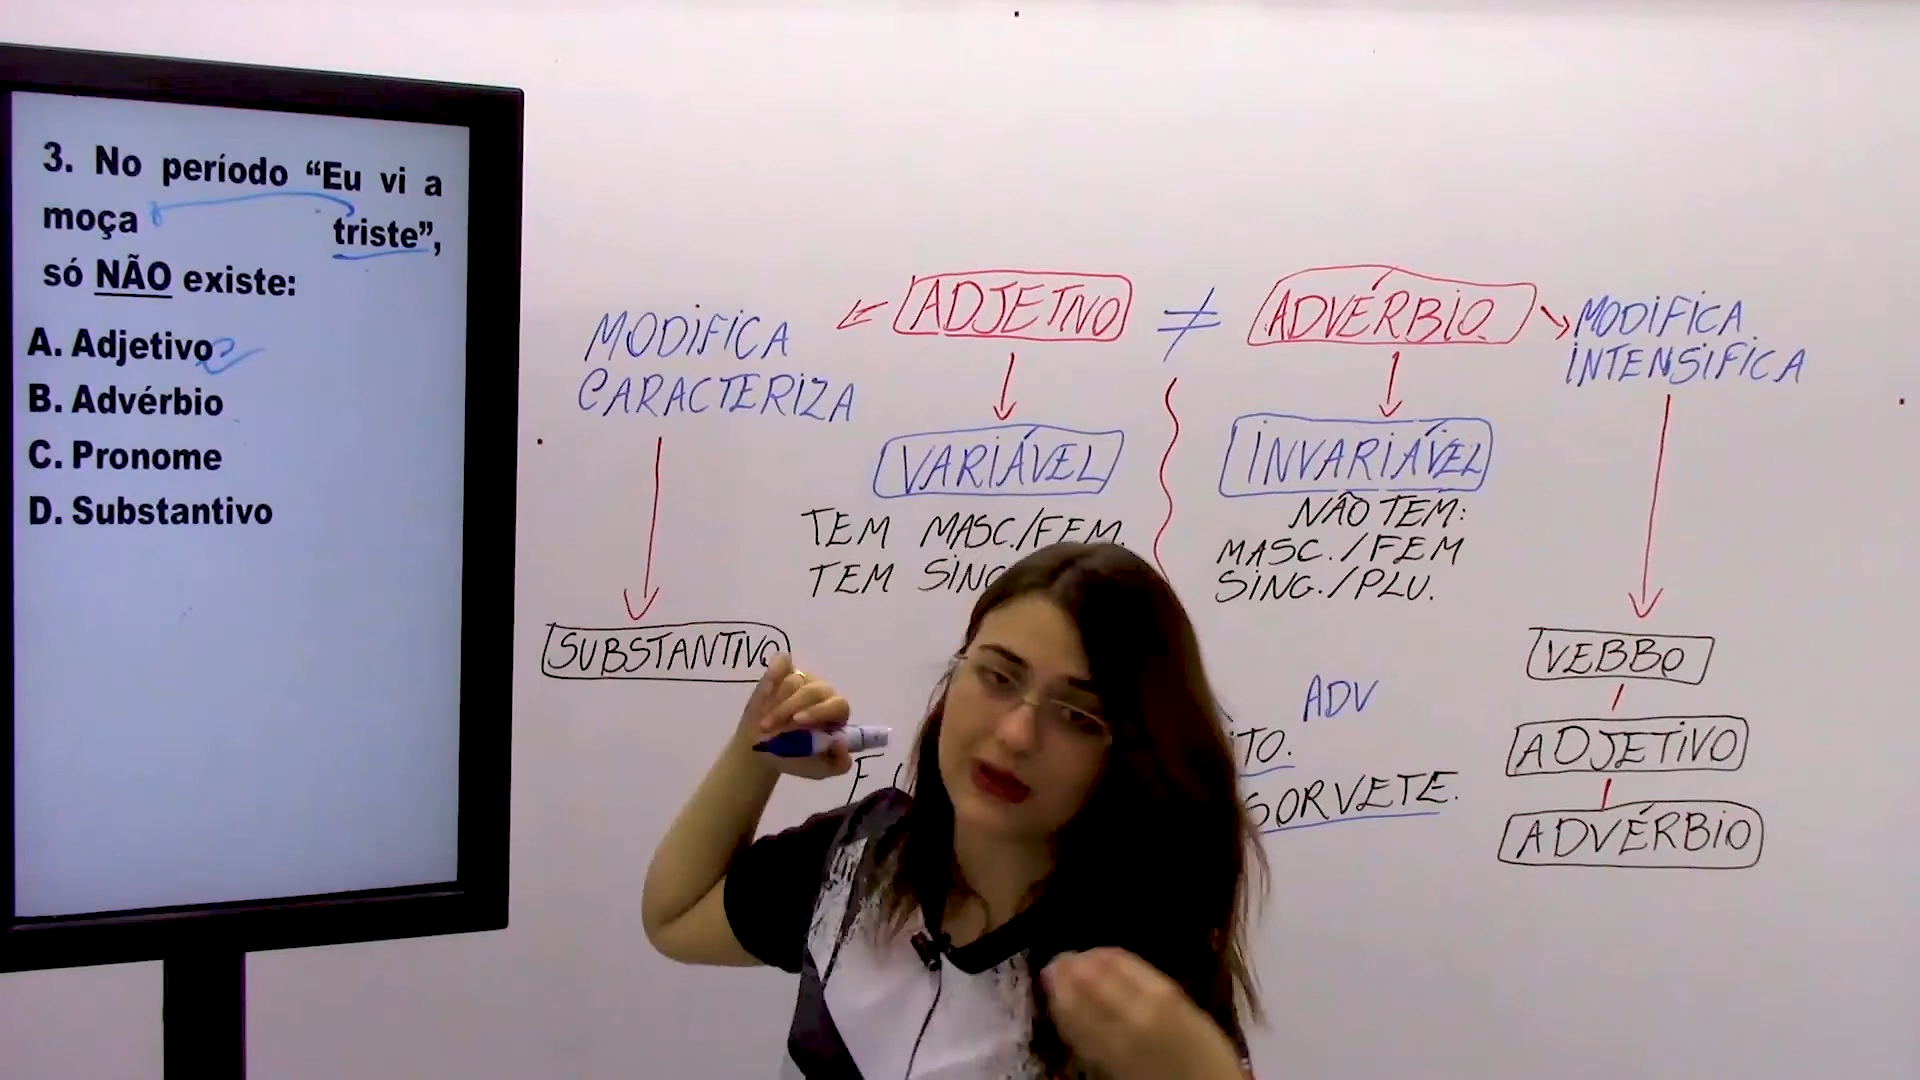 3. No período “Eu vi a
moça triste”,
só NÃO existe:
A. Adjetivo
B. Advérbio
C. Pronome
D. Substantivo
ADJETIVO ≠ ADVÉRBIO
MODIFICA
CARACTERIZA
MODIFICA
INTENSIFICA
VARIÁVEL
INVARIÁVEL
TEM MASC./FEM.
TEM SING
NÃO TEM:
MASC./FEM
SING./PLU.
SUBSTANTIVO
VEBBO
ADJETIVO
ADVÉRBIO
ADV
SORVETE.